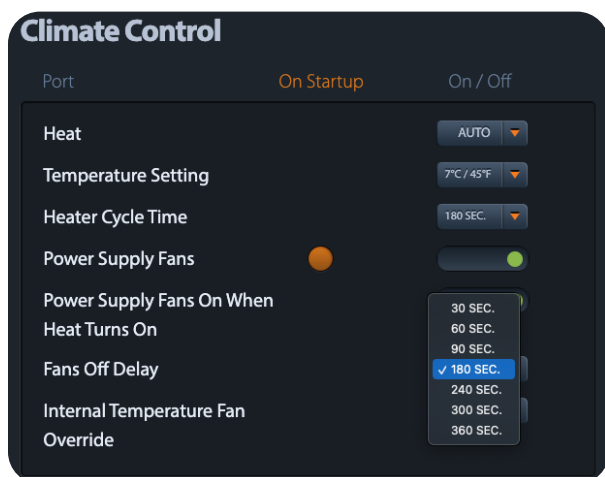 Climate Control
Port On Startup On / Off
Heat AUTO
Temperature Setting 7°C / 45°F
Heater Cycle Time 180 SEC.
Power Supply Fans
Power Supply Fans On When
Heat Turns On
Fans Off Delay
Internal Temperature Fan
Override
30 SEC.
60 SEC.
90 SEC.
✓ 180 SEC.
240 SEC.
300 SEC.
360 SEC.